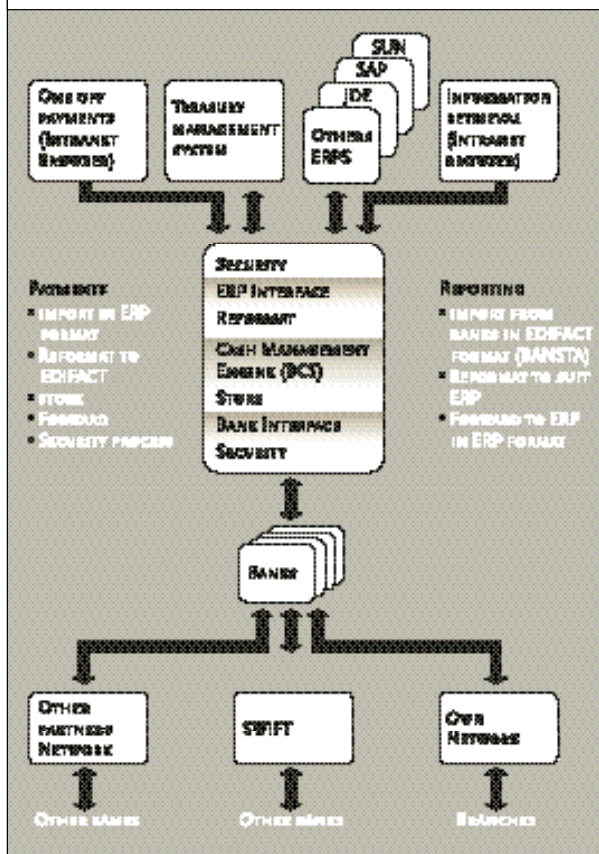 SUN
SAP
JDE
OTHERS
ERPS
ONE OFF
PAYMENTS
(INTRANET
BROWSER)
TREASURY
MANAGEMENT
SYSTEM
INFORMATION
RETRIEVAL
(INTRANET
BROWSER)
SECURITY
ERP INTERFACE
REFORMAT
CASH MANAGEMENT
ENGINE (BCS)
STORE
BANK INTERFACE
SECURITY
PAYMENTS
• IMPORT IN ERP
FORMAT
• REFORMAT TO
EDIFACT
• STORE
• FORWARD
• SECURITY PROCESS
REPORTING
• IMPORT FROM
BANKS IN EDIFACT
FORMAT (BANSTA)
• REFORMAT TO SUIT
ERP
• FORWARD TO ERP
IN ERP FORMAT
BANKS
OTHER
PARTNERS
NETWORK
SWIFT
OWN
NETWORK
OTHER BANKS
OTHER BANKS
BRANCHES